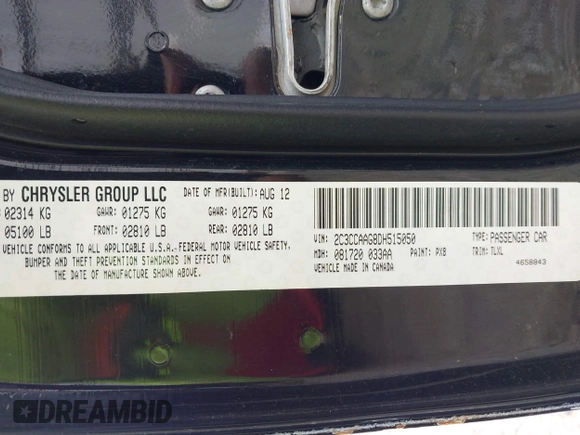 BY CHRYSLER GROUP LLC DATE OF MFR(BUILT): AUG 12
02314 KG GAWR: 01275 KG GAWR: 01275 KG
05100 LB FRONT: 02810 LB REAR: 02810 LB
VEHICLE CONFORMS TO ALL APPLICABLE U.S.A.-FEDERAL MOTOR VEHICLE SAFETY,
BUMPER AND THEFT PREVENTION STANDARDS IN EFFECT ON
THE DATE OF MANUFACTURE SHOWN ABOVE.
VIN: 2C3CCAAG8DH515050 TYPE: PASSENGER CAR
MDH: 081720 033AA PAINT: PX8 TRIM: TLXL
VEHICLE MADE IN CANADA 4658843
DREAMBID